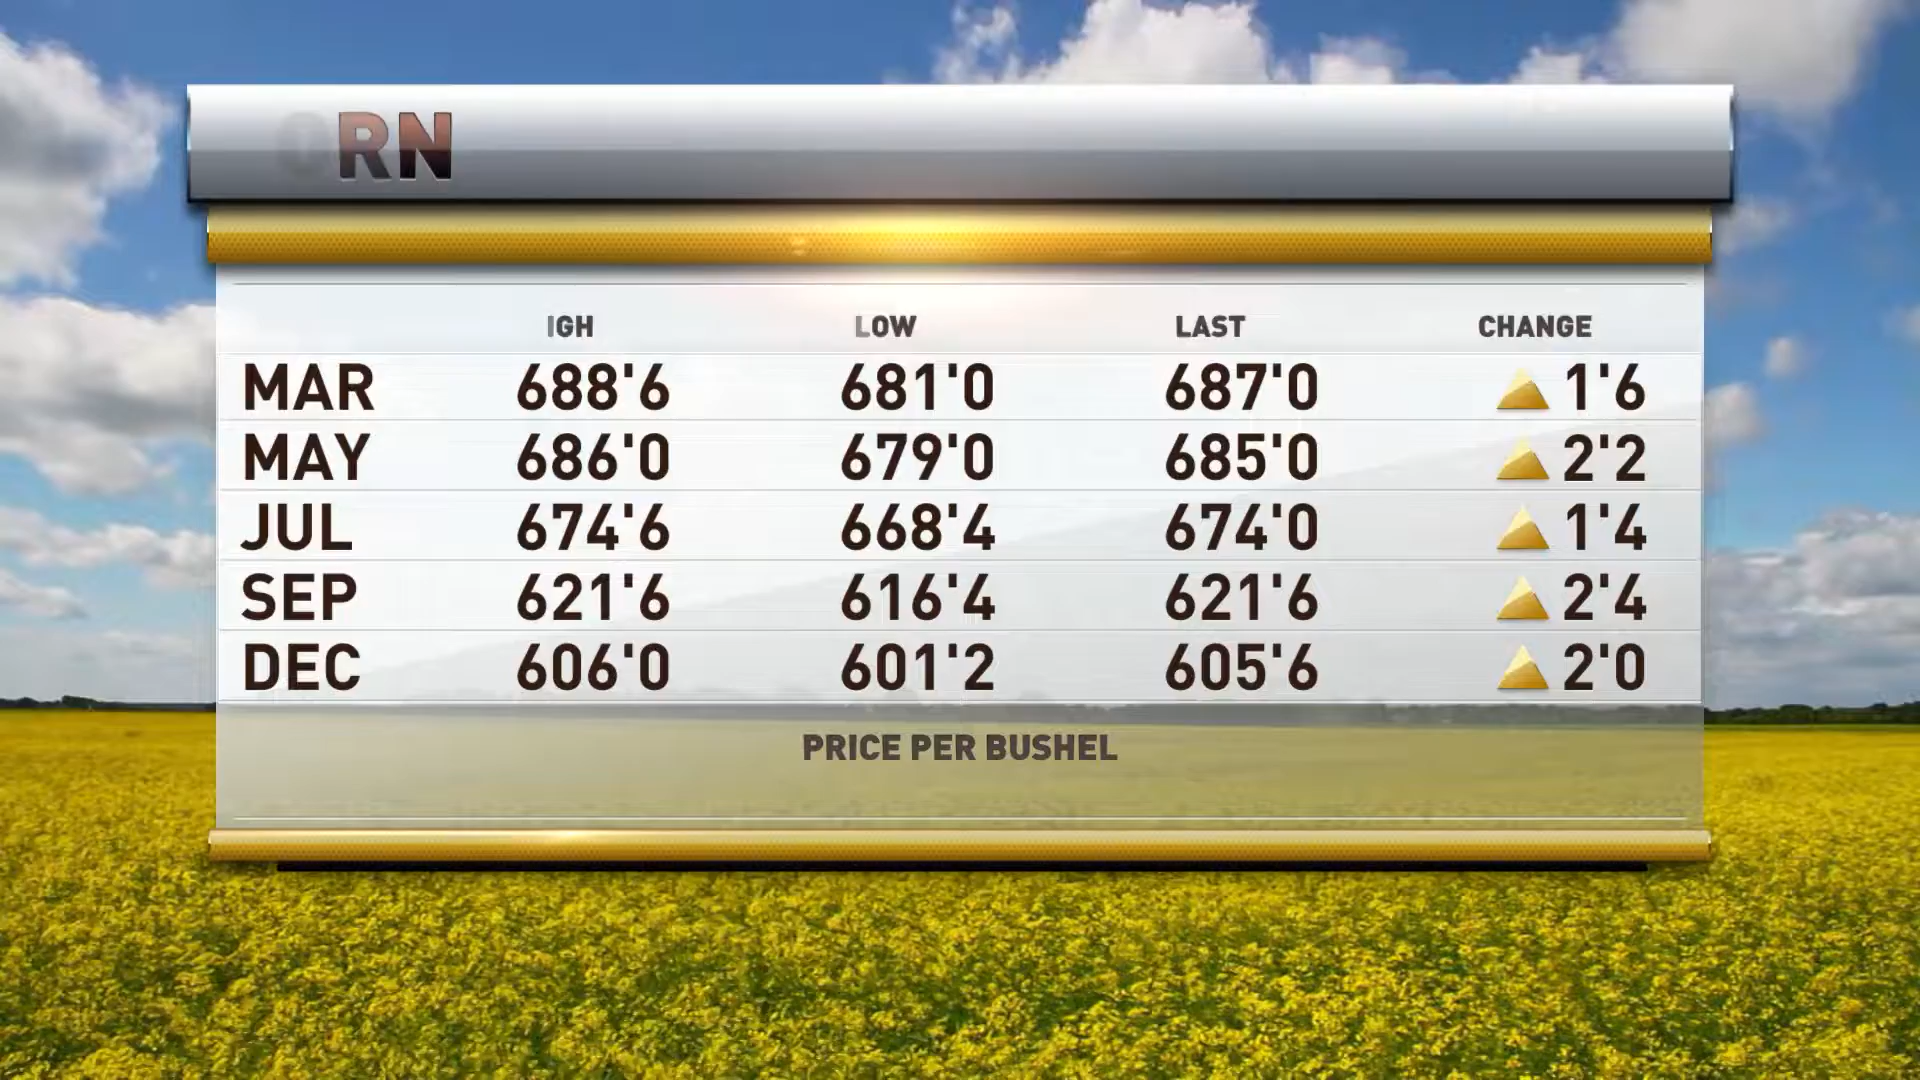 ORN
IGH LOW LAST CHANGE
MAR 688'6 681'0 687'0 1'6
MAY 686'0 679'0 685'0 2'2
JUL 674'6 668'4 674'0 1'4
SEP 621'6 616'4 621'6 2'4
DEC 606'0 601'2 605'6 2'0
PRICE PER BUSHEL